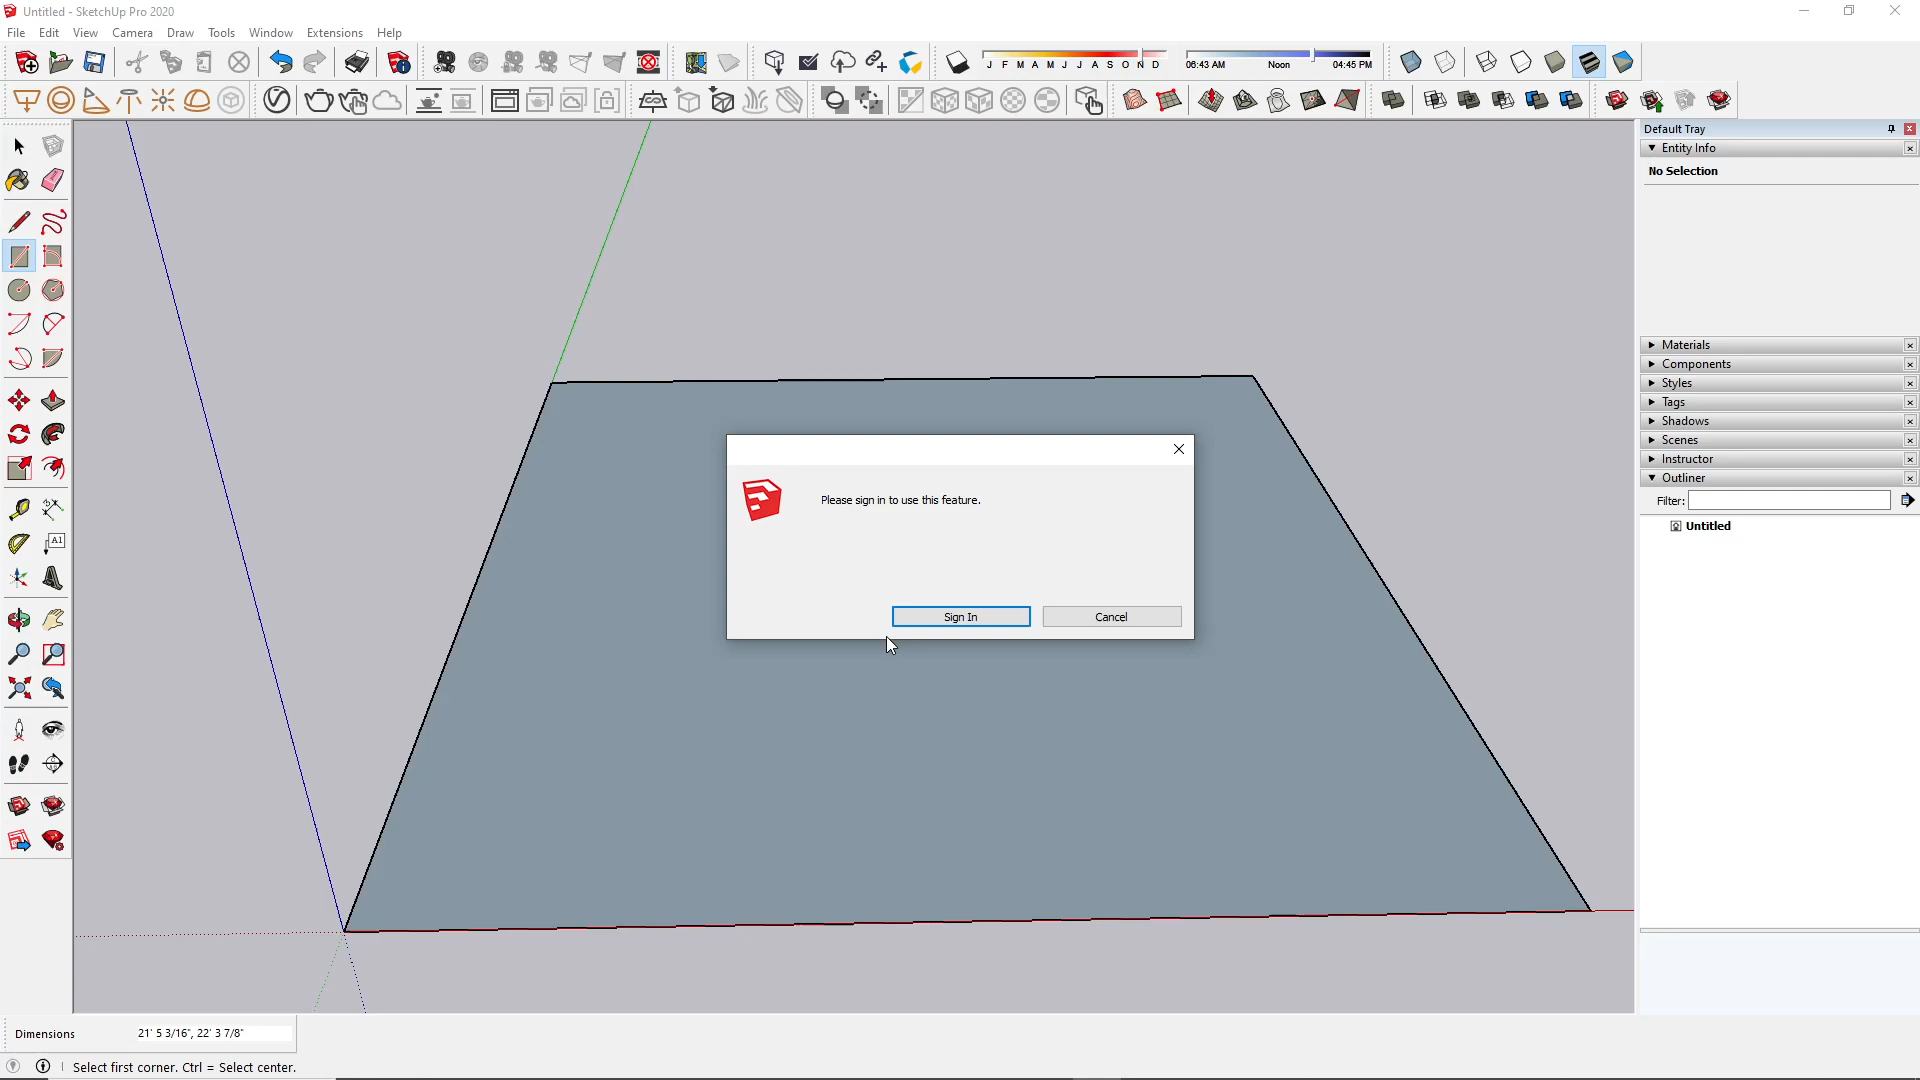 Untitled - SketchUp Pro 2020
File Edit View Camera Draw Tools Window Extensions Help
J F M A M J J A S O N D
06:43 AM Noon 04:45 PM
Default Tray
Entity Info
No Selection
Materials
Components
Styles
Tags
Shadows
Scenes
Instructor
Outliner
Filter:
Untitled
A1
Please sign in to use this feature.
Sign In Cancel
Dimensions 21' 5 3/16", 22' 3 7/8"
Select first corner. Ctrl = Select center.